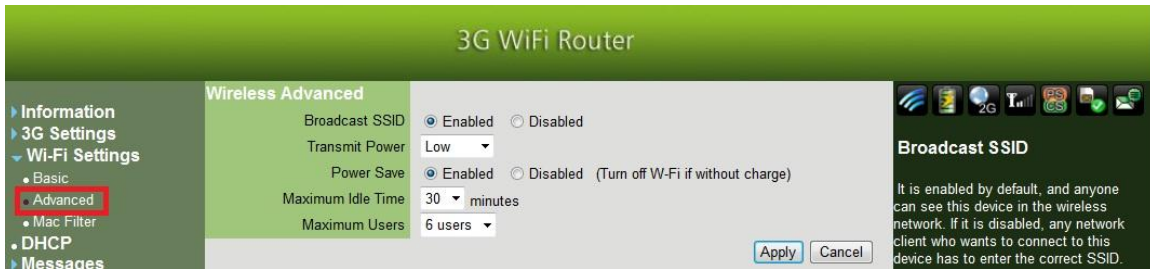 3G WiFi Router
Information
3G Settings
Wi-Fi Settings
Basic
Advanced
Mac Filter
DHCP
Messages
Wireless Advanced
Broadcast SSID Enabled Disabled
Transmit Power Low
Power Save Enabled Disabled (Turn off W-Fi if without charge)
Maximum Idle Time 30 minutes
Maximum Users 6 users
Apply Cancel
2G
PS
CS
Broadcast SSID
It is enabled by default, and anyone
can see this device in the wireless
network. If it is disabled, any network
client who wants to connect to this
device has to enter the correct SSID.